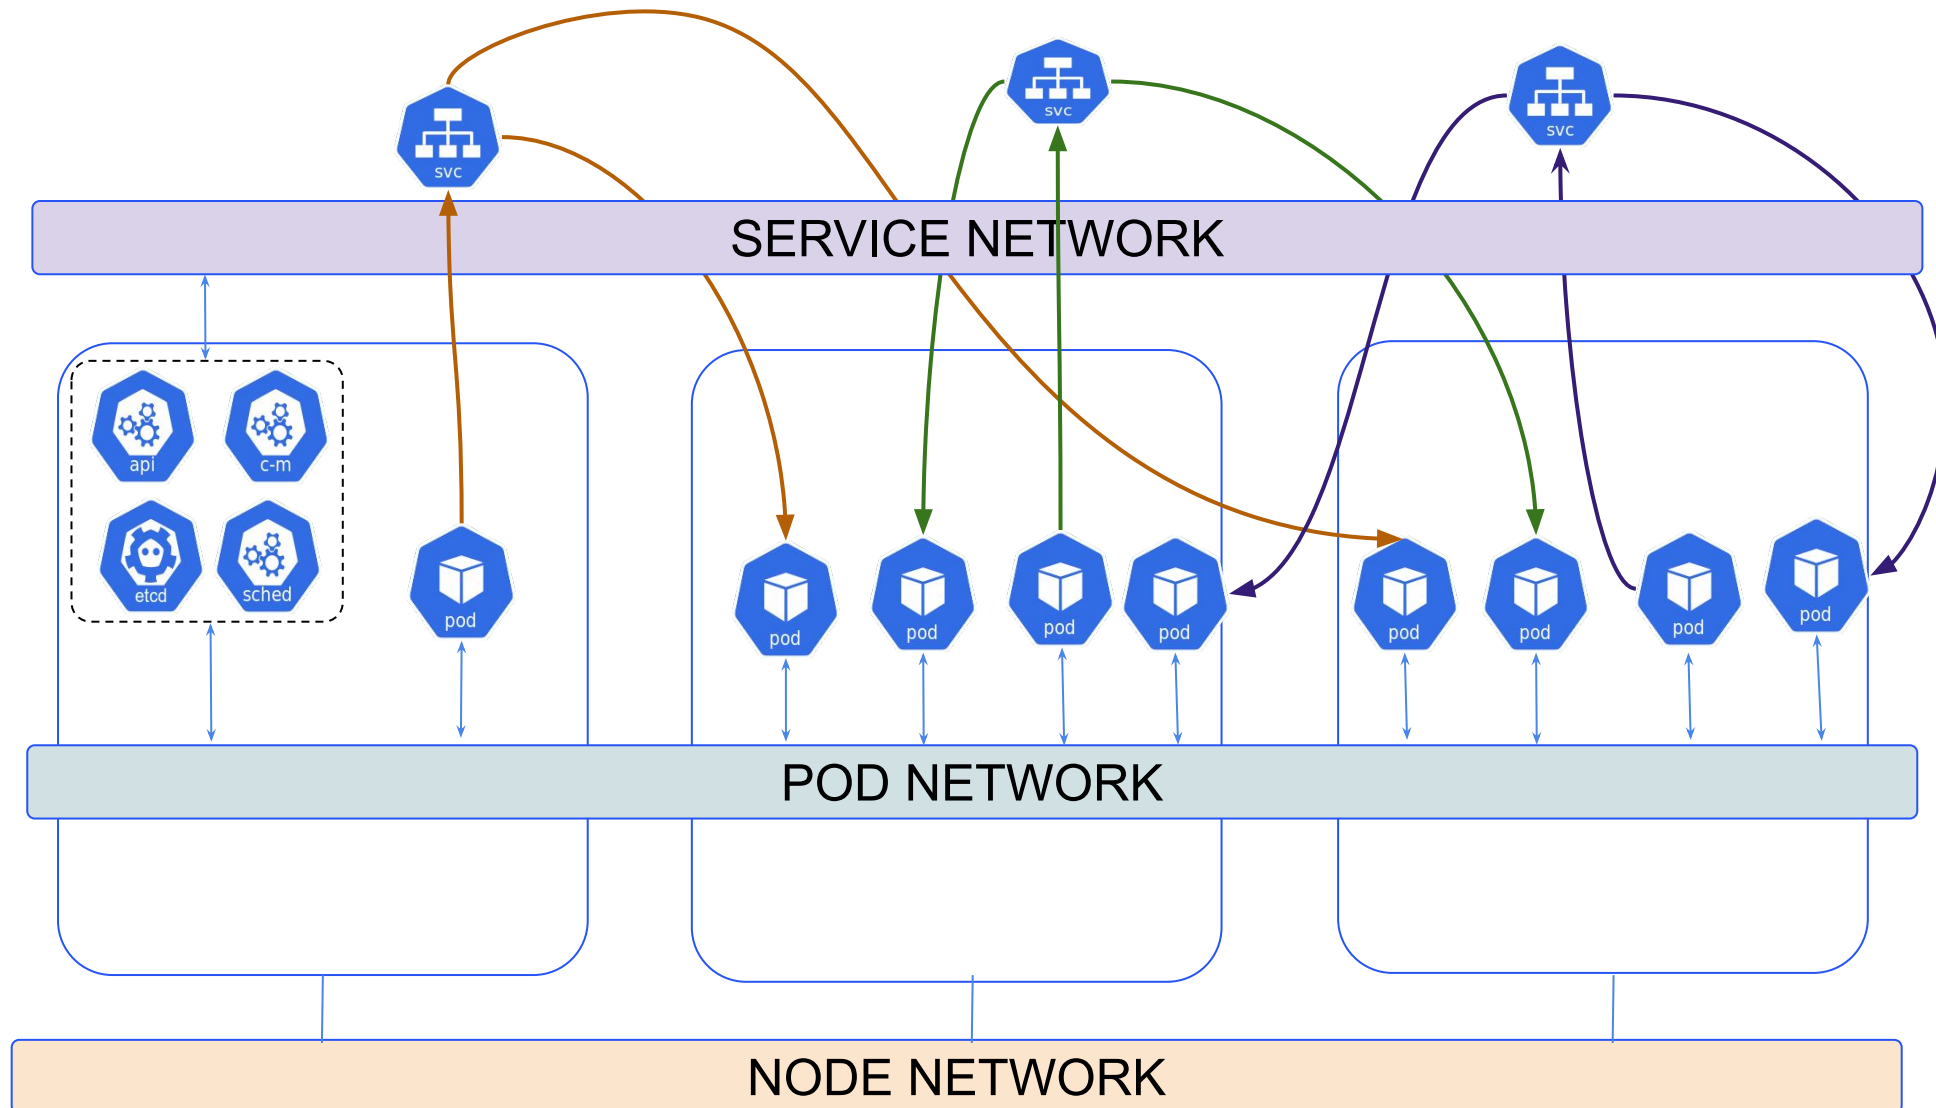 svc
svc
svc
SERVICE NETWORK
api
c-m
etcd
sched
pod
pod
pod
pod
pod
pod
pod
pod
pod
POD NETWORK
NODE NETWORK